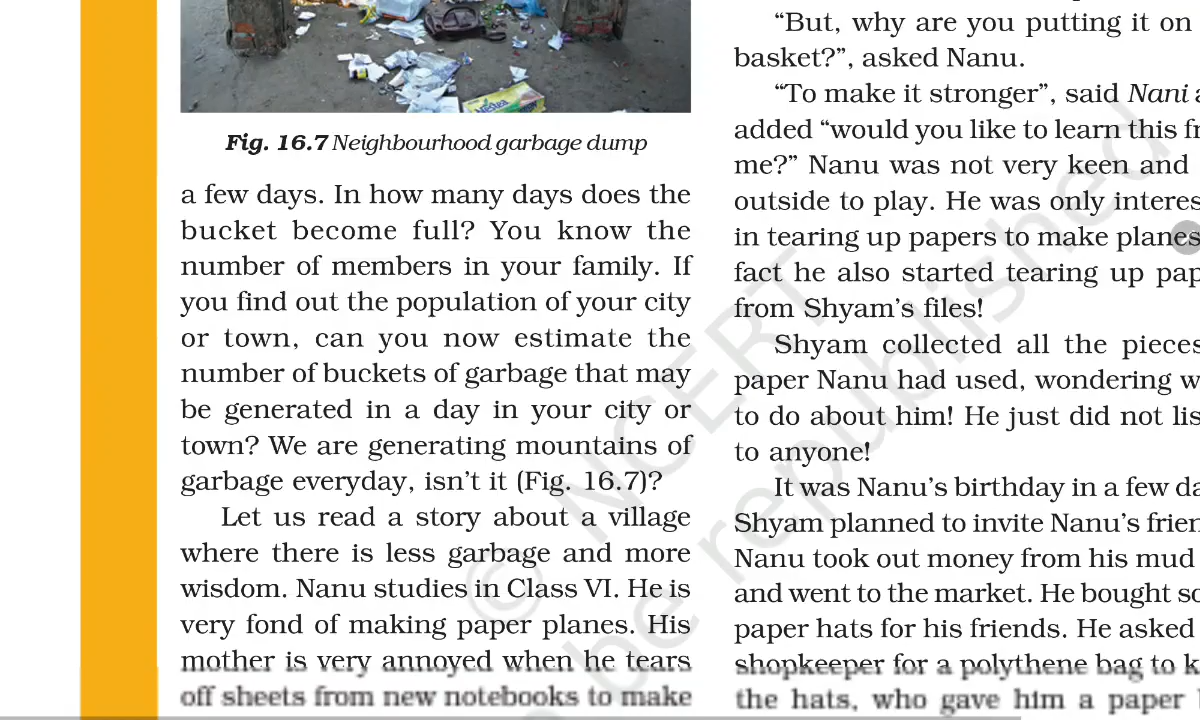 Fig. 16.7 Neighbourhood garbage dump
a few days. In how many days does the
bucket become full? You know the
number of members in your family. If
you find out the population of your city
or town, can you now estimate the
number of buckets of garbage that may
be generated in a day in your city or
town? We are generating mountains of
garbage everyday, isn’t it (Fig. 16.7)?
Let us read a story about a village
where there is less garbage and more
wisdom. Nanu studies in Class VI. He is
very fond of making paper planes. His
mother is very annoyed when he tears
off sheets from new notebooks to make
“But, why are you putting it on
basket?”, asked Nanu.
“To make it stronger”, said Nani
added “would you like to learn this
me?” Nanu was not very keen and
outside to play. He was only
in tearing up papers to make planes
fact he also started tearing up
from Shyam’s files!
Shyam collected all the pieces
paper Nanu had used, wondering
to do about him! He just did not
to anyone!
It was Nanu’s birthday in a few
Shyam planned to invite Nanu’s
Nanu took out money from his mud
and went to the market. He bought
paper hats for his friends. He asked
shopkeeper for a polythene bag to
the hats, who gave him a paper
© NCERT
be republished